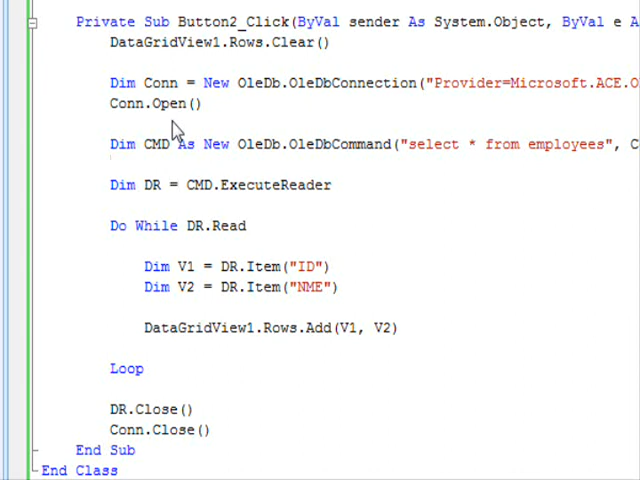 Private Sub Button2_Click(ByVal sender As System.Object, ByVal e A
DataGridView1.Rows.Clear()
Dim Conn = New OleDb.OleDbConnection("Provider=Microsoft.ACE.O
Conn.Open()
Dim CMD As New OleDb.OleDbCommand("select * from employees", C
Dim DR = CMD.ExecuteReader
Do While DR.Read
Dim V1 = DR.Item("ID")
Dim V2 = DR.Item("NME")
DataGridView1.Rows.Add(V1, V2)
Loop
DR.Close()
Conn.Close()
End Sub
End Class